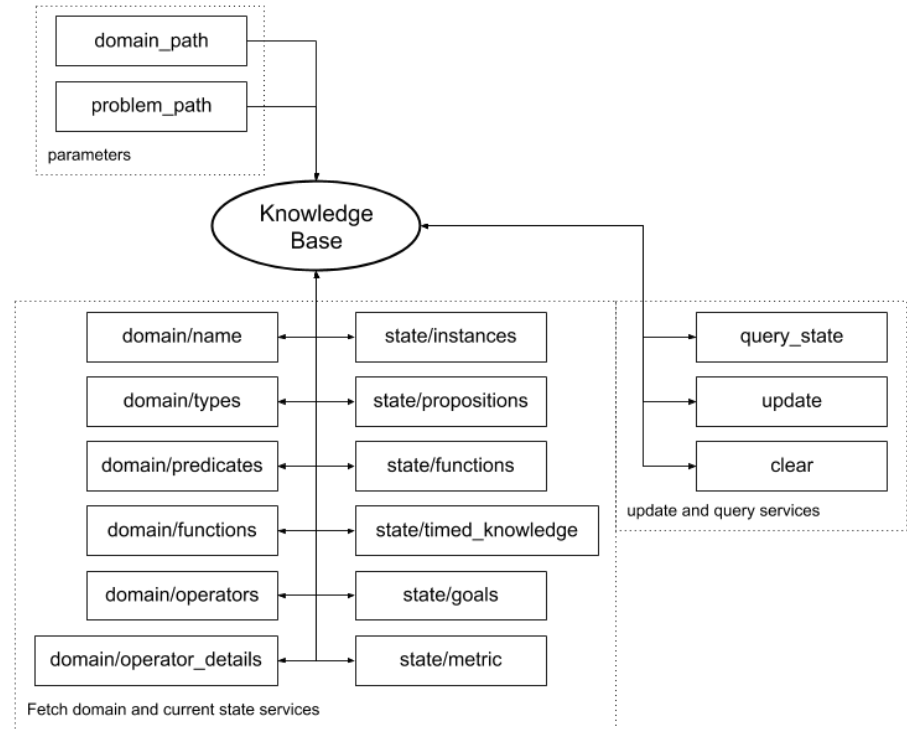 domain_path
problem_path
parameters
Knowledge
Base
domain/name
state/instances
query_state
domain/types
state/propositions
update
domain/predicates
state/functions
clear
update and query services
domain/functions
state/timed_knowledge
domain/operators
state/goals
domain/operator_details
state/metric
Fetch domain and current state services